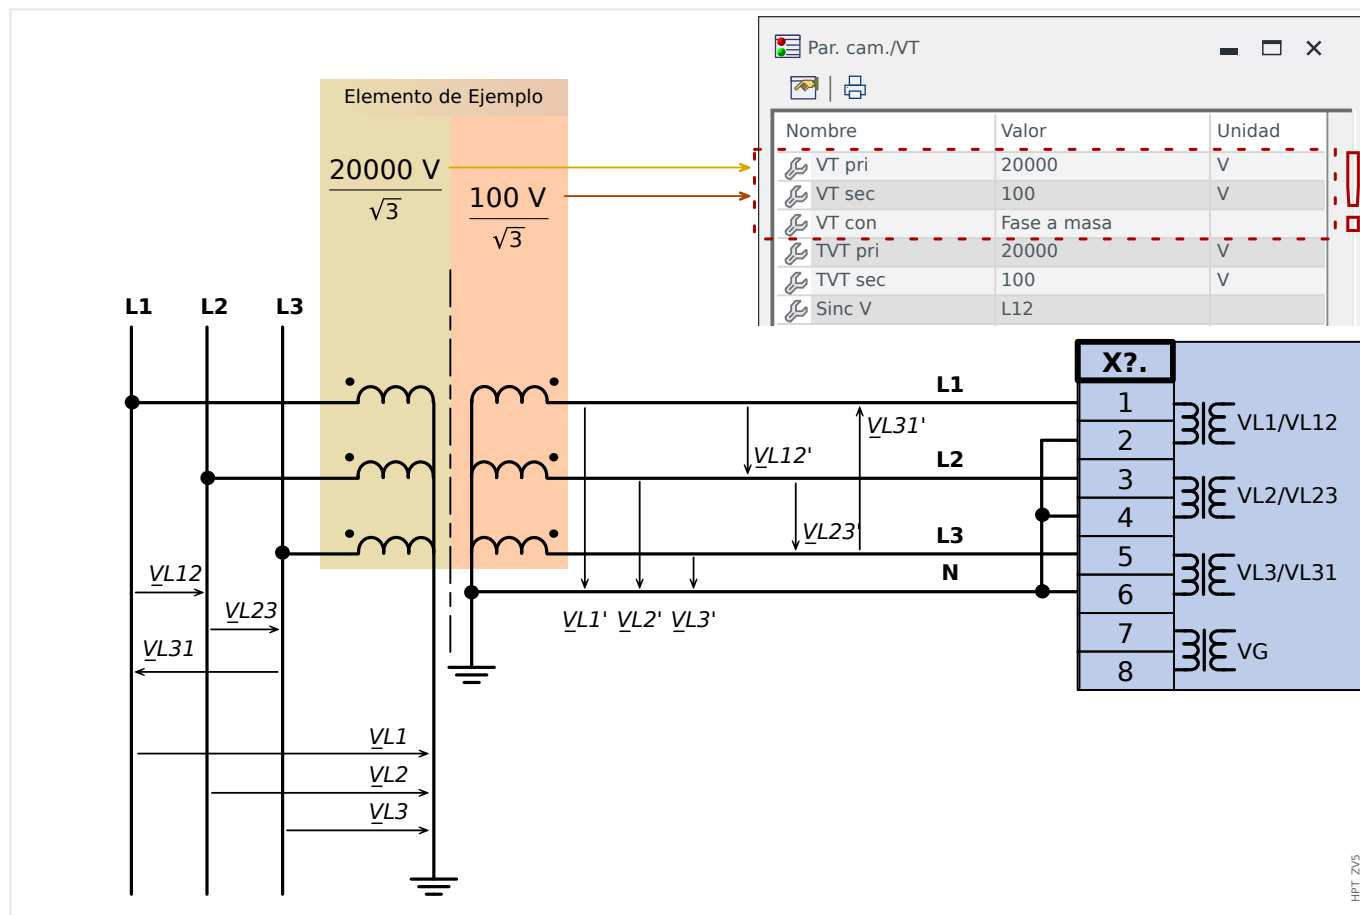 Par. cam./VT
Nombre Valor Unidad
VT pri 20000 V
VT sec 100 V
VT con Fase a masa
TVT pri 20000 V
TVT sec 100 V
Sinc V L12
Elemento de Ejemplo
20000 V
√3
100 V
√3
L1 L2 L3
L1
L2
L3
N
VL12
VL23
VL31
VL1
VL2
VL3
VL1' VL2' VL3'
VL12'
VL23'
VL31'
X?.
1
2
3
4
5
6
7
8
VL1/VL12
VL2/VL23
VL3/VL31
VG
HPT_ZV5